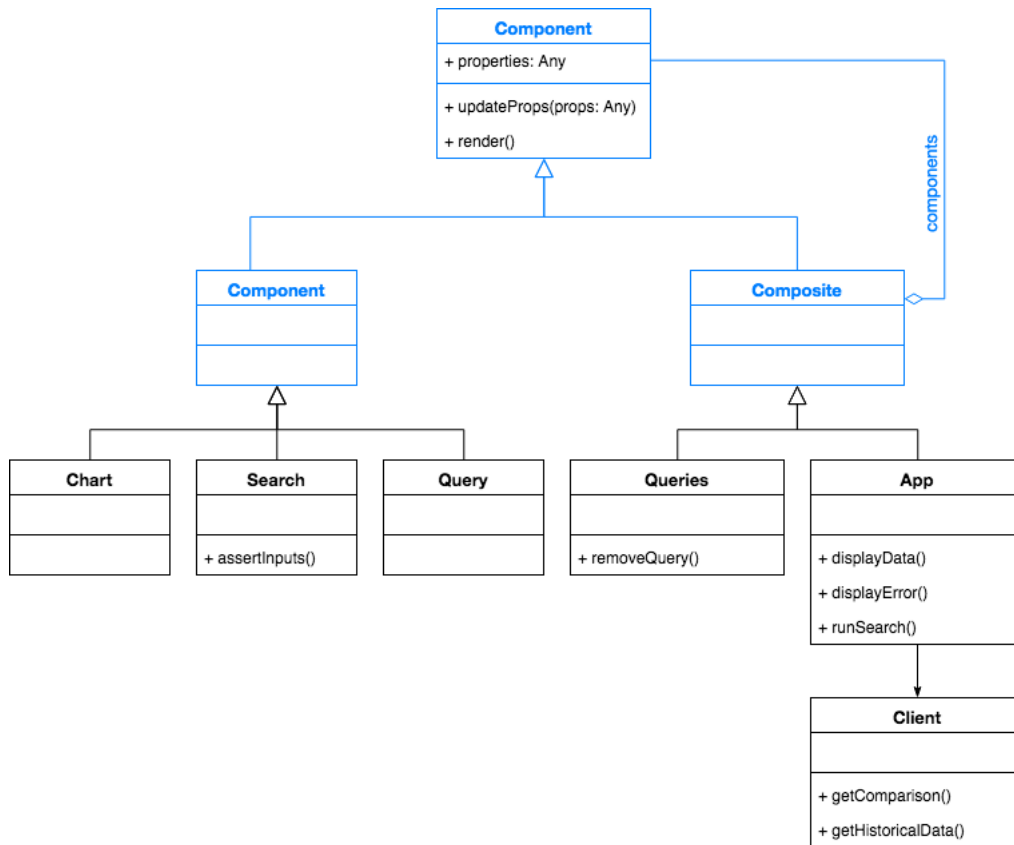 Component
+ properties: Any
+ updateProps(props: Any)
+ render()
components
Component
Composite
Chart
Search
+ assertInputs()
Query
Queries
+ removeQuery()
App
+ displayData()
+ displayError()
+ runSearch()
Client
+ getComparison()
+ getHistoricalData()